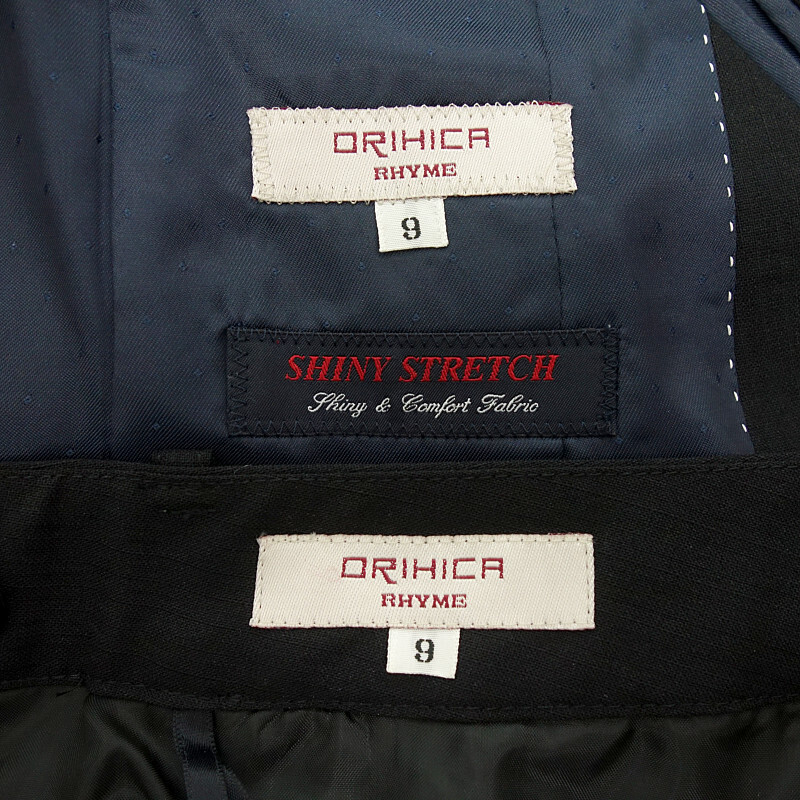 ORIHICA
RHYME
9
SHINY STRETCH
Shiny & Comfort Fabric
ORIHICA
RHYME
9